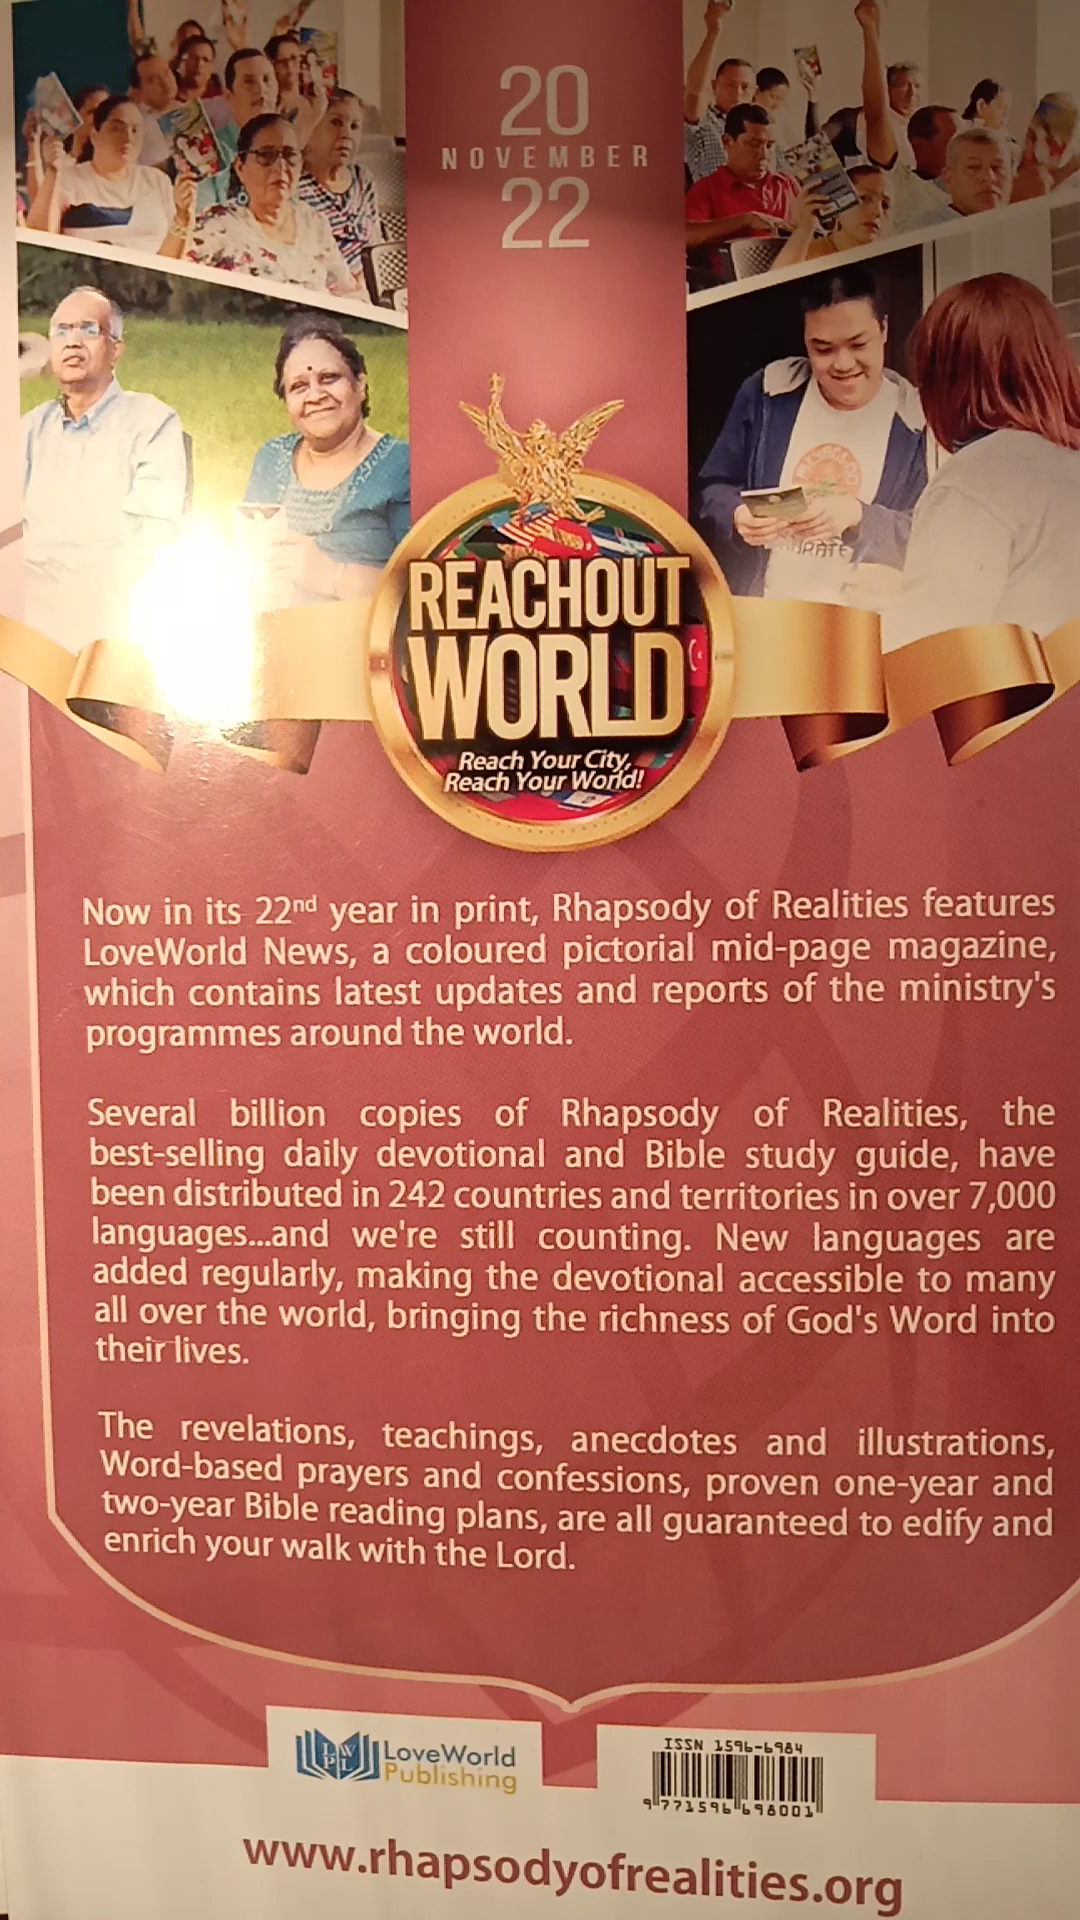 20
NOVEMBER
22
REACHOUT
WORLD
Reach Your City,
Reach Your World!
Now in its 22nd year in print, Rhapsody of Realities features
LoveWorld News, a coloured pictorial mid-page magazine,
which contains latest updates and reports of the ministry's
programmes around the world.
Several billion copies of Rhapsody of Realities, the
best-selling daily devotional and Bible study guide, have
been distributed in 242 countries and territories in over 7,000
languages...and we're still counting. New languages are
added regularly, making the devotional accessible to many
all over the world, bringing the richness of God's Word into
their lives.
The revelations, teachings, anecdotes and illustrations,
Word-based prayers and confessions, proven one-year and
two-year Bible reading plans, are all guaranteed to edify and
enrich your walk with the Lord.
LW
PL
LoveWorld
Publishing
ISSN 1596-6984
9 771596 698001
www.rhapsodyofrealities.org